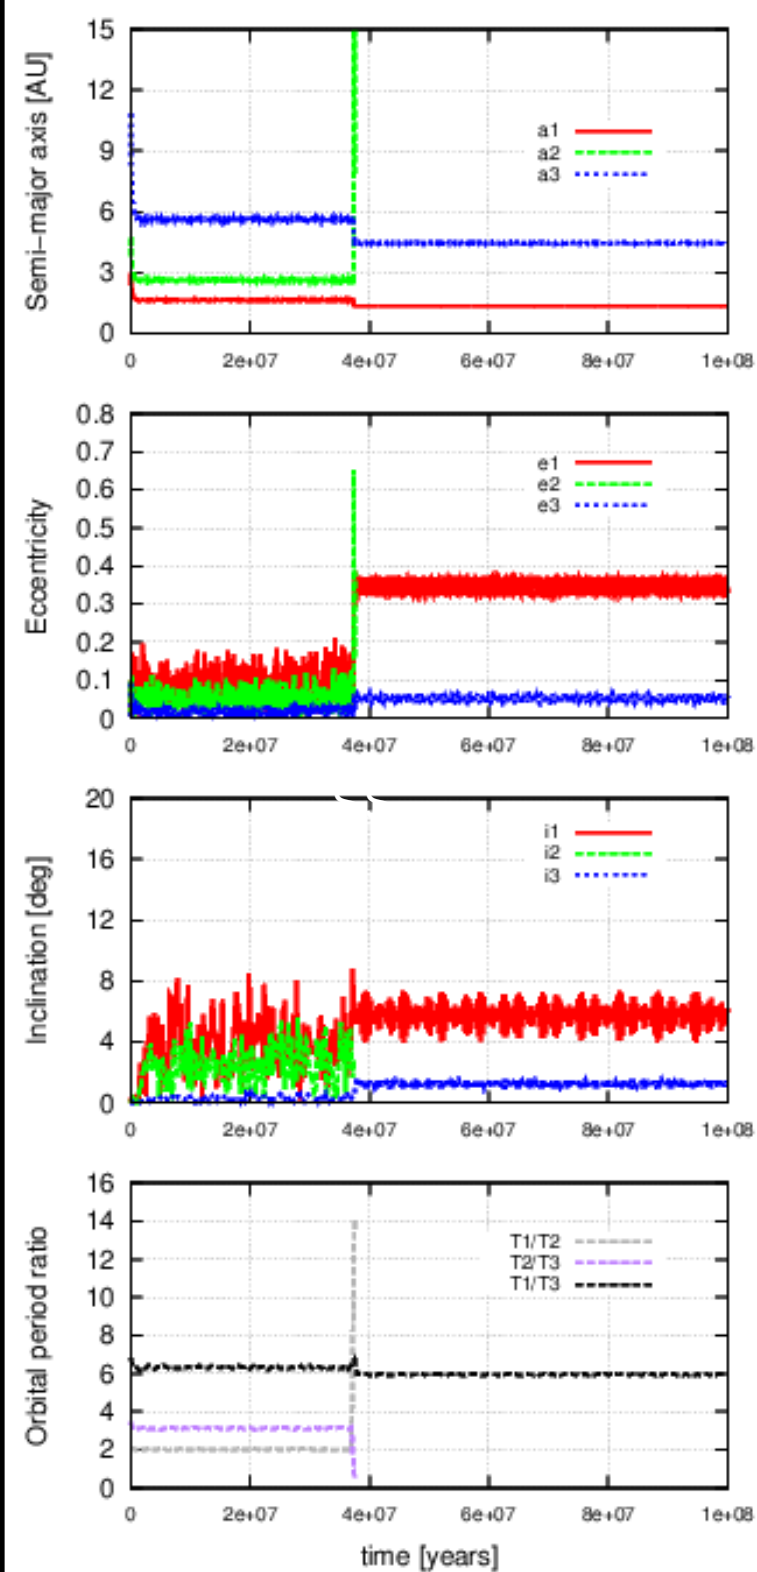 Semi-major axis [AU]
15
12
9
6
3
0
a1
a2
a3
0 2e+07 4e+07 6e+07 8e+07 1e+08
Eccentricity
0.8
0.7
0.6
0.5
0.4
0.3
0.2
0.1
0
e1
e2
e3
0 2e+07 4e+07 6e+07 8e+07 1e+08
Inclination [deg]
20
16
12
8
4
0
i1
i2
i3
0 2e+07 4e+07 6e+07 8e+07 1e+08
Orbital period ratio
16
14
12
10
8
6
4
2
0
T1/T2
T2/T3
T1/T3
0 2e+07 4e+07 6e+07 8e+07 1e+08
time [years]